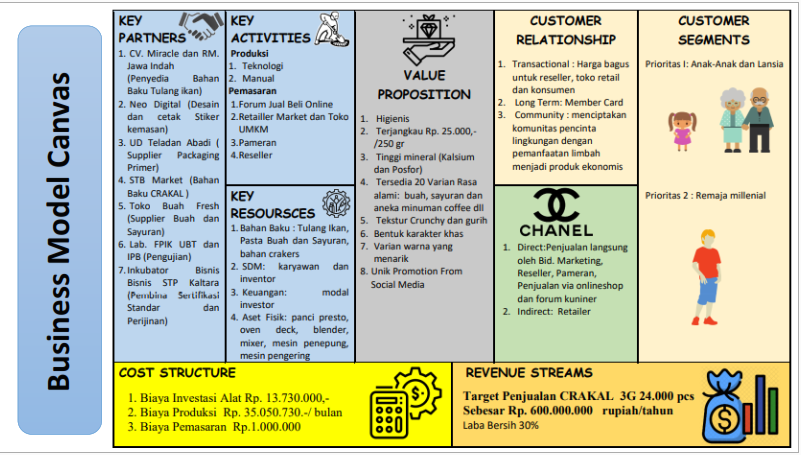 Business Model Canvas
KEY
PARTNERS
1. CV. Miracle dan RM.
Jawa Indah
(Penyedia Bahan
Baku Tulang ikan)
2. Neo Digital (Desain
dan cetak Stiker
kemasan)
3. UD Teladan Abadi (
Supplier Packaging
Primer)
4. STB Market (Bahan
Baku CRAKAL )
5. Toko Buah Fresh
(Supplier Buah dan
Sayuran)
6. Lab. FPIK UBT dan
IPB (Pengujian)
7. Inkubator Bisnis
Bisnis STP Kaltara
(Pembina Sertifikasi
Standar dan
Perijinan)
KEY
ACTIVITIES
Produksi
1. Teknologi
2. Manual
Pemasaran
1.Forum Jual Beli Online
2.Retailler Market dan Toko
UMKM
3.Pameran
4.Reseller
KEY
RESOURSCES
1. Bahan Baku : Tulang Ikan,
Pasta Buah dan Sayuran,
bahan crakers
2. SDM: karyawan dan
inventor
3. Keuangan: modal
investor
4. Aset Fisik: panci presto,
oven deck, blender,
mixer, mesin penepung,
mesin pengering
VALUE
PROPOSITION
1. Higienis
2. Terjangkau Rp. 25.000,-
/250 gr
3. Tinggi mineral (Kalsium
dan Posfor)
4. Tersedia 20 Varian Rasa
alami: buah, sayuran dan
aneka minuman coffee dll
5. Tekstur Crunchy dan gurih
6. Bentuk karakter khas
7. Varian warna yang
menarik
8. Unik Promotion From
Social Media
CUSTOMER
RELATIONSHIP
1. Transactional : Harga bagus
untuk reseller, toko retail
dan konsumen
2. Long Term: Member Card
3. Community : menciptakan
komunitas pencinta
lingkungan dengan
pemanfaatan limbah
menjadi produk ekonomis
CHANEL
1. Direct:Penjualan langsung
oleh Bid. Marketing,
Reseller, Pameran,
Penjualan via onlineshop
dan forum kuniner
2. Indirect: Retailer
CUSTOMER
SEGMENTS
Prioritas I: Anak-Anak dan Lansia
Prioritas 2 : Remaja millenial
COST STRUCTURE
1. Biaya Investasi Alat Rp. 13.730.000,-
2. Biaya Produksi Rp. 35.050.730.-/ bulan
3. Biaya Pemasaran Rp.1.000.000
REVENUE STREAMS
Target Penjualan CRAKAL 3G 24.000 pcs
Sebesar Rp. 600.000.000 rupiah/tahun
Laba Bersih 30%